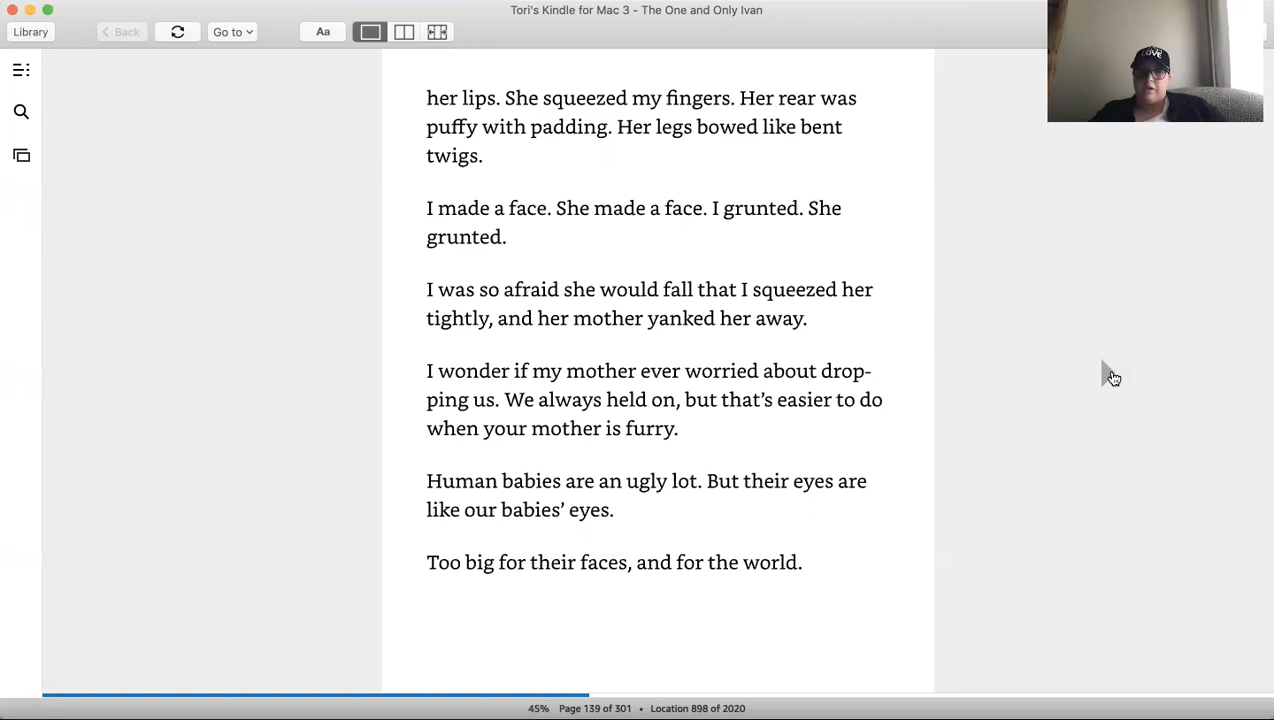 Tori's Kindle for Mac 3 - The One and Only Ivan
Library
Back
Go to
Aa
LOVE
her lips. She squeezed my fingers. Her rear was
puffy with padding. Her legs bowed like bent
twigs.
I made a face. She made a face. I grunted. She
grunted.
I was so afraid she would fall that I squeezed her
tightly, and her mother yanked her away.
I wonder if my mother ever worried about drop-
ping us. We always held on, but that's easier to do
when your mother is furry.
Human babies are an ugly lot. But their eyes are
like our babies' eyes.
Too big for their faces, and for the world.
45% Page 139 of 301 • Location 898 of 2020